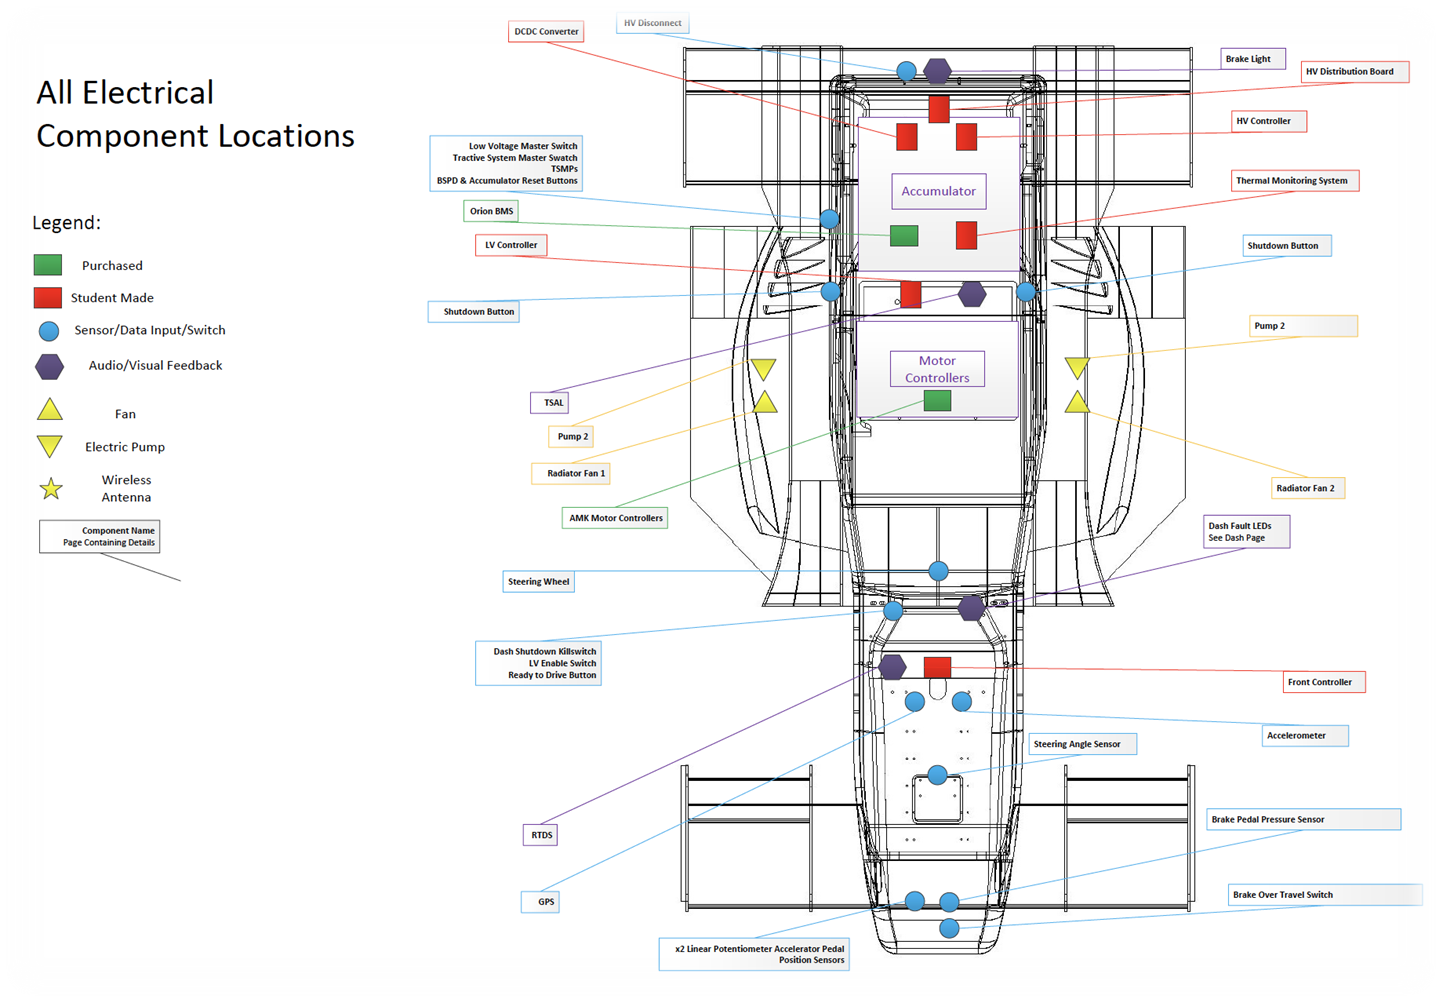 All Electrical
Component Locations
Legend:
Purchased
Student Made
Sensor/Data Input/Switch
Audio/Visual Feedback
Fan
Electric Pump
Wireless
Antenna
Component Name
Page Containing Details
DCDC Converter
HV Disconnect
Brake Light
HV Distribution Board
HV Controller
Low Voltage Master Switch
Tractive System Master Swatch
TSMPs
BSPD & Accumulator Reset Buttons
Thermal Monitoring System
Accumulator
Orion BMS
LV Controller
Shutdown Button
Shutdown Button
Pump 2
Motor
Controllers
TSAL
Pump 2
Radiator Fan 1
Radiator Fan 2
AMK Motor Controllers
Dash Fault LEDs
See Dash Page
Steering Wheel
Dash Shutdown Killswitch
LV Enable Switch
Ready to Drive Button
Front Controller
Accelerometer
Steering Angle Sensor
RTDS
Brake Pedal Pressure Sensor
GPS
Brake Over Travel Switch
x2 Linear Potentiometer Accelerator Pedal
Position Sensors